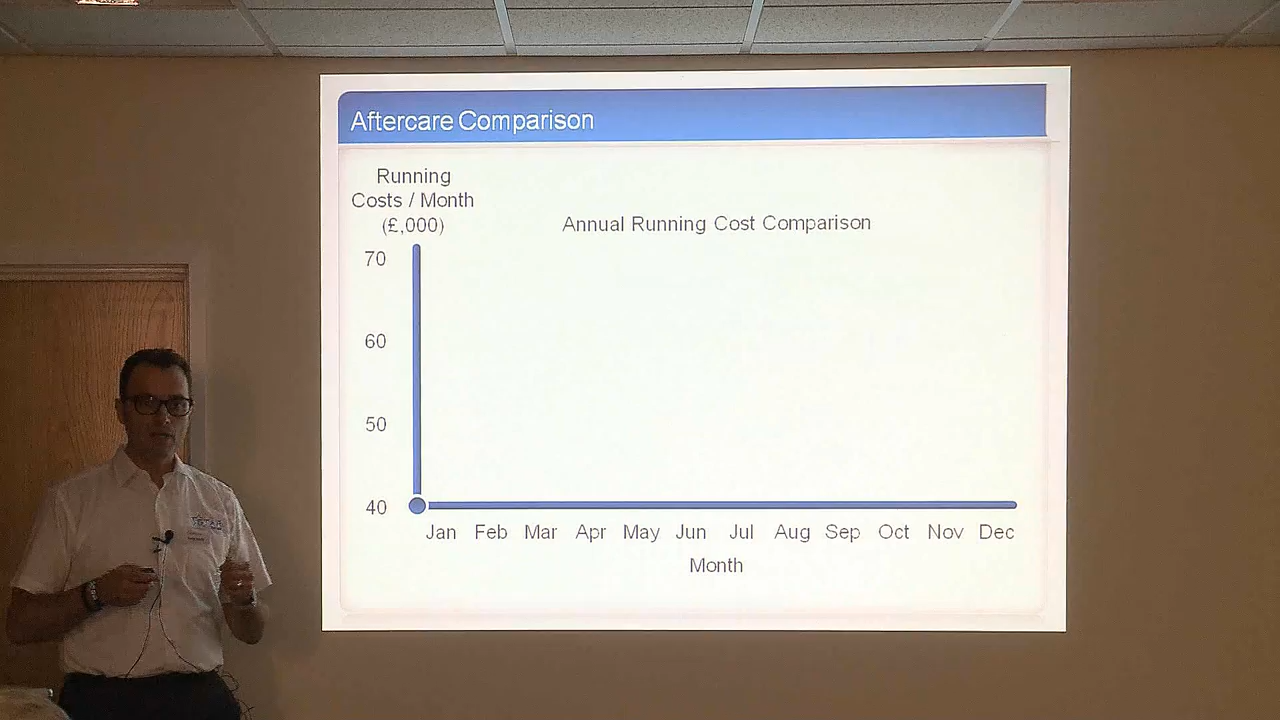 Aftercare Comparison
Running
Costs / Month
(£,000)
Annual Running Cost Comparison
70
60
50
40
Jan Feb Mar Apr May Jun Jul Aug Sep Oct Nov Dec
Month